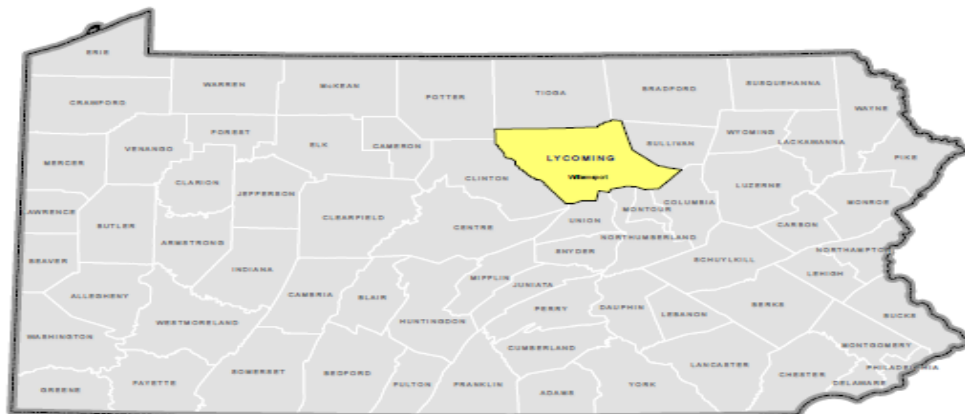 ERIE
WARREN
McKEAN
POTTER
TIOGA
BRADFORD
SUSQUEHANNA
CRAWFORD
WAYNE
FOREST
WYOMING
LACKAWANNA
VENANGO
ELK
CAMERON
SULLIVAN
MERCER
LYCOMING
PIKE
Williamsport
CLARION
CLINTON
LUZERNE
JEFFERSON
COLUMBIA
MONROE
LAWRENCE
MONTOUR
CLEARFIELD
UNION
BUTLER
CENTRE
CARBON
NORTHUMBERLAND
ARMSTRONG
SNYDER
NORTHAMPTON
BEAVER
SCHUYLKILL
INDIANA
LEHIGH
MIFFLIN
JUNIATA
ALLEGHENY
CAMBRIA
BLAIR
PERRY
DAUPHIN
BERKS
LEBANON
BUCKS
WESTMORELAND
HUNTINGDON
WASHINGTON
MONTGOMERY
CUMBERLAND
LANCASTER
PHILADELPHIA
SOMERSET
BEDFORD
CHESTER
FAYETTE
FULTON
FRANKLIN
YORK
DELAWARE
GREENE
ADAMS